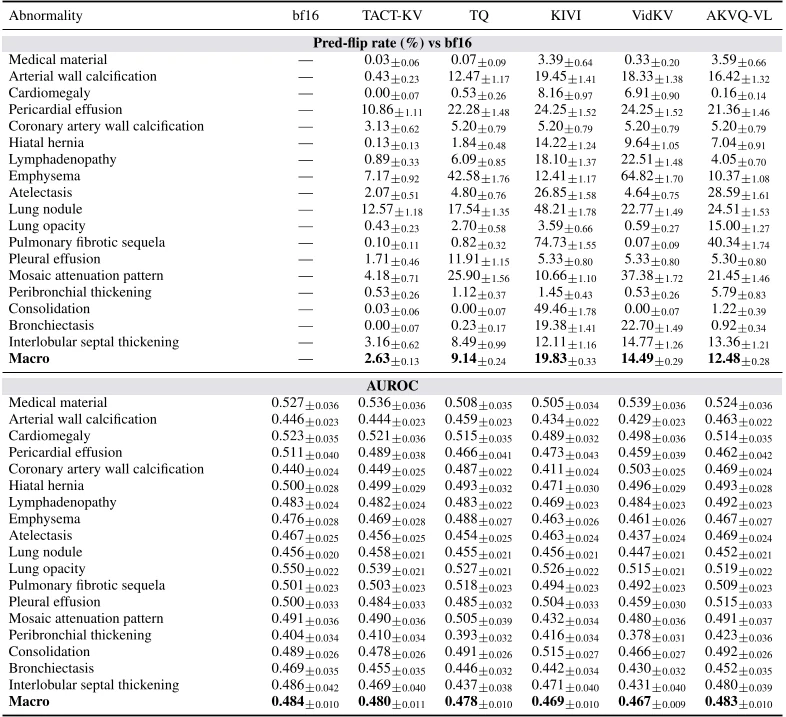 Abnormality bf16 TACT-KV TQ KIVI VidKV AKVQ-VL
Pred-flip rate (%) vs bf16
Medical material — 0.03±0.06 0.07±0.09 3.39±0.64 0.33±0.20 3.59±0.66
Arterial wall calcification — 0.43±0.23 12.47±1.17 19.45±1.41 18.33±1.38 16.42±1.32
Cardiomegaly — 0.00±0.07 0.53±0.26 8.16±0.97 6.91±0.90 0.16±0.14
Pericardial effusion — 10.86±1.11 22.28±1.48 24.25±1.52 24.25±1.52 21.36±1.46
Coronary artery wall calcification — 3.13±0.62 5.20±0.79 5.20±0.79 5.20±0.79 5.20±0.79
Hiatal hernia — 0.13±0.13 1.84±0.48 14.22±1.24 9.64±1.05 7.04±0.91
Lymphadenopathy — 0.89±0.33 6.09±0.85 18.10±1.37 22.51±1.48 4.05±0.70
Emphysema — 7.17±0.92 42.58±1.76 12.41±1.17 64.82±1.70 10.37±1.08
Atelectasis — 2.07±0.51 4.80±0.76 26.85±1.58 4.64±0.75 28.59±1.61
Lung nodule — 12.57±1.18 17.54±1.35 48.21±1.78 22.77±1.49 24.51±1.53
Lung opacity — 0.43±0.23 2.70±0.58 3.59±0.66 0.59±0.27 15.00±1.27
Pulmonary fibrotic sequela — 0.10±0.11 0.82±0.32 74.73±1.55 0.07±0.09 40.34±1.74
Pleural effusion — 1.71±0.46 11.91±1.15 5.33±0.80 5.33±0.80 5.30±0.80
Mosaic attenuation pattern — 4.18±0.71 25.90±1.56 10.66±1.10 37.38±1.72 21.45±1.46
Peribronchial thickening — 0.53±0.26 1.12±0.37 1.45±0.43 0.53±0.26 5.79±0.83
Consolidation — 0.03±0.06 0.00±0.07 49.46±1.78 0.00±0.07 1.22±0.39
Bronchiectasis — 0.00±0.07 0.23±0.17 19.38±1.41 22.70±1.49 0.92±0.34
Interlobular septal thickening — 3.16±0.62 8.49±0.99 12.11±1.16 14.77±1.26 13.36±1.21
Macro — 2.63±0.13 9.14±0.24 19.83±0.33 14.49±0.29 12.48±0.28
AUROC
Medical material 0.527±0.036 0.536±0.036 0.508±0.035 0.505±0.034 0.539±0.036 0.524±0.036
Arterial wall calcification 0.446±0.023 0.444±0.023 0.459±0.023 0.434±0.022 0.429±0.023 0.463±0.022
Cardiomegaly 0.523±0.035 0.521±0.036 0.515±0.035 0.489±0.032 0.498±0.036 0.514±0.035
Pericardial effusion 0.511±0.040 0.489±0.038 0.466±0.041 0.473±0.043 0.459±0.039 0.462±0.042
Coronary artery wall calcification 0.440±0.024 0.449±0.025 0.487±0.022 0.411±0.024 0.503±0.025 0.469±0.024
Hiatal hernia 0.500±0.028 0.499±0.029 0.493±0.032 0.471±0.030 0.496±0.029 0.493±0.028
Lymphadenopathy 0.483±0.024 0.482±0.024 0.483±0.022 0.469±0.023 0.484±0.023 0.492±0.023
Emphysema 0.476±0.028 0.469±0.028 0.488±0.027 0.463±0.026 0.461±0.026 0.467±0.027
Atelectasis 0.467±0.025 0.456±0.025 0.454±0.025 0.463±0.024 0.437±0.024 0.469±0.024
Lung nodule 0.456±0.020 0.458±0.021 0.455±0.021 0.456±0.021 0.447±0.021 0.452±0.021
Lung opacity 0.550±0.022 0.539±0.021 0.527±0.021 0.526±0.022 0.515±0.021 0.519±0.022
Pulmonary fibrotic sequela 0.501±0.023 0.503±0.023 0.518±0.023 0.494±0.023 0.492±0.023 0.509±0.023
Pleural effusion 0.500±0.033 0.484±0.033 0.485±0.032 0.504±0.033 0.459±0.030 0.515±0.033
Mosaic attenuation pattern 0.491±0.036 0.490±0.036 0.505±0.039 0.432±0.034 0.480±0.036 0.491±0.037
Peribronchial thickening 0.404±0.034 0.410±0.034 0.393±0.032 0.416±0.034 0.378±0.031 0.423±0.036
Consolidation 0.489±0.026 0.478±0.026 0.491±0.026 0.515±0.027 0.466±0.027 0.492±0.026
Bronchiectasis 0.469±0.035 0.455±0.035 0.446±0.032 0.442±0.034 0.430±0.032 0.452±0.035
Interlobular septal thickening 0.486±0.042 0.469±0.040 0.437±0.038 0.471±0.040 0.431±0.040 0.480±0.039
Macro 0.484±0.010 0.480±0.011 0.478±0.010 0.469±0.010 0.467±0.009 0.483±0.010